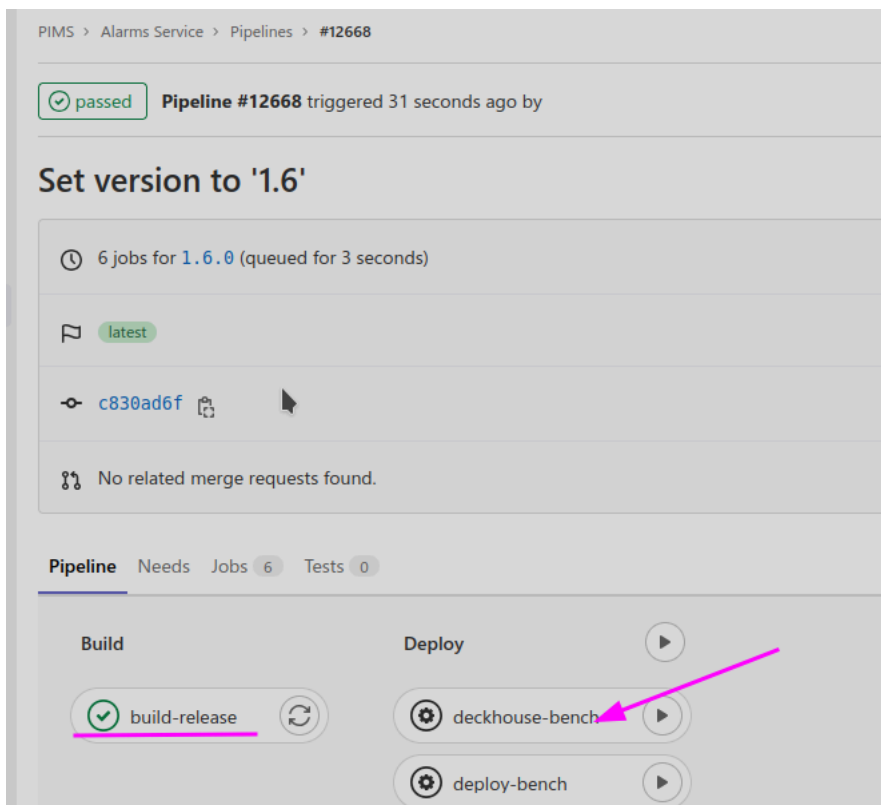 PIMS > Alarms Service > Pipelines > #12668
passed Pipeline #12668 triggered 31 seconds ago by
Set version to '1.6'
6 jobs for 1.6.0 (queued for 3 seconds)
latest
c830ad6f
No related merge requests found.
Pipeline Needs Jobs 6 Tests 0
Build Deploy
build-release deckhouse-bench
deploy-bench